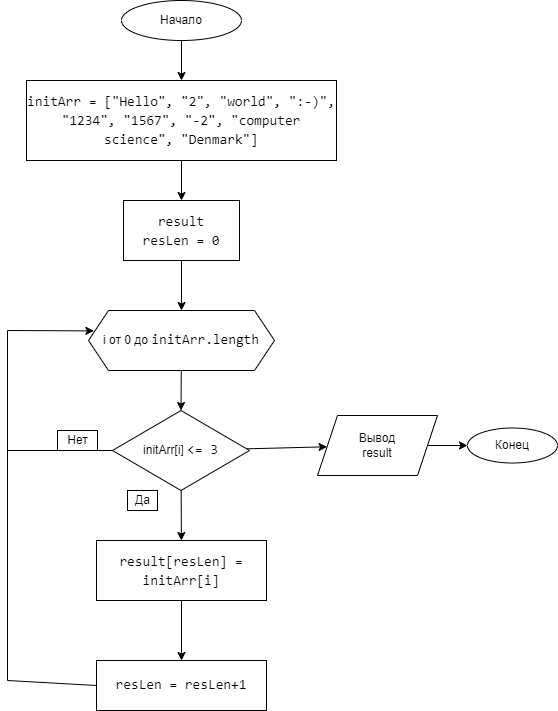 Начало
initArr = ["Hello", "2", "world", ":-)",
"1234", "1567", "-2", "computer
science", "Denmark"]
result
resLen = 0
i от 0 до initArr.length
Нет
initArr[i] <= 3
Вывод
result
Конец
Да
result[resLen] =
initArr[i]
resLen = resLen+1